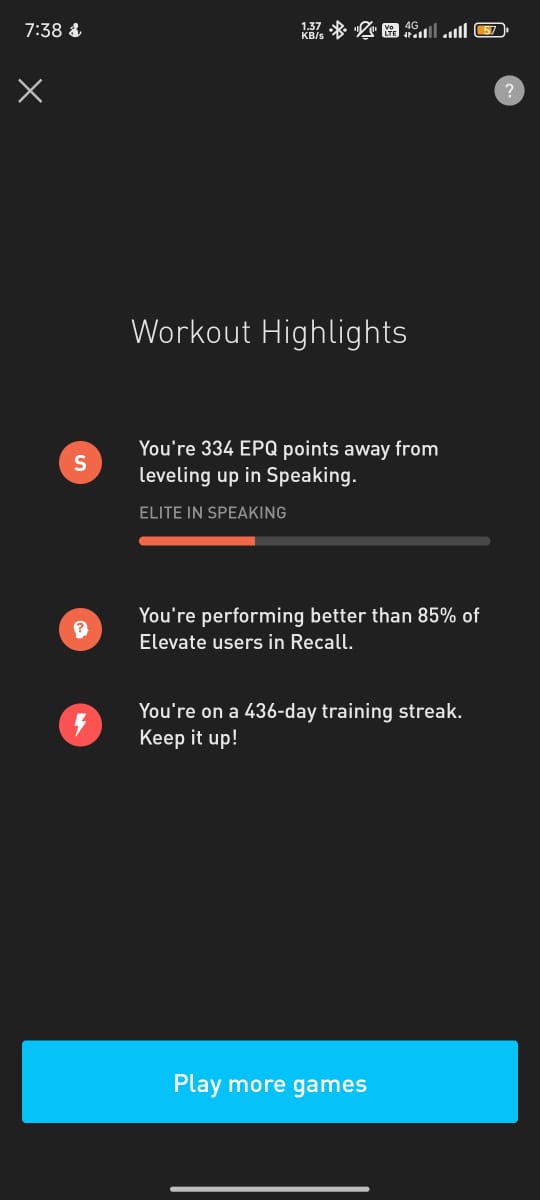 7:38
1.37
KB/s
Vo
LTE
4G
57
?
Workout Highlights
S
You're 334 EPQ points away from
leveling up in Speaking.
ELITE IN SPEAKING
?
You're performing better than 85% of
Elevate users in Recall.
You're on a 436-day training streak.
Keep it up!
Play more games